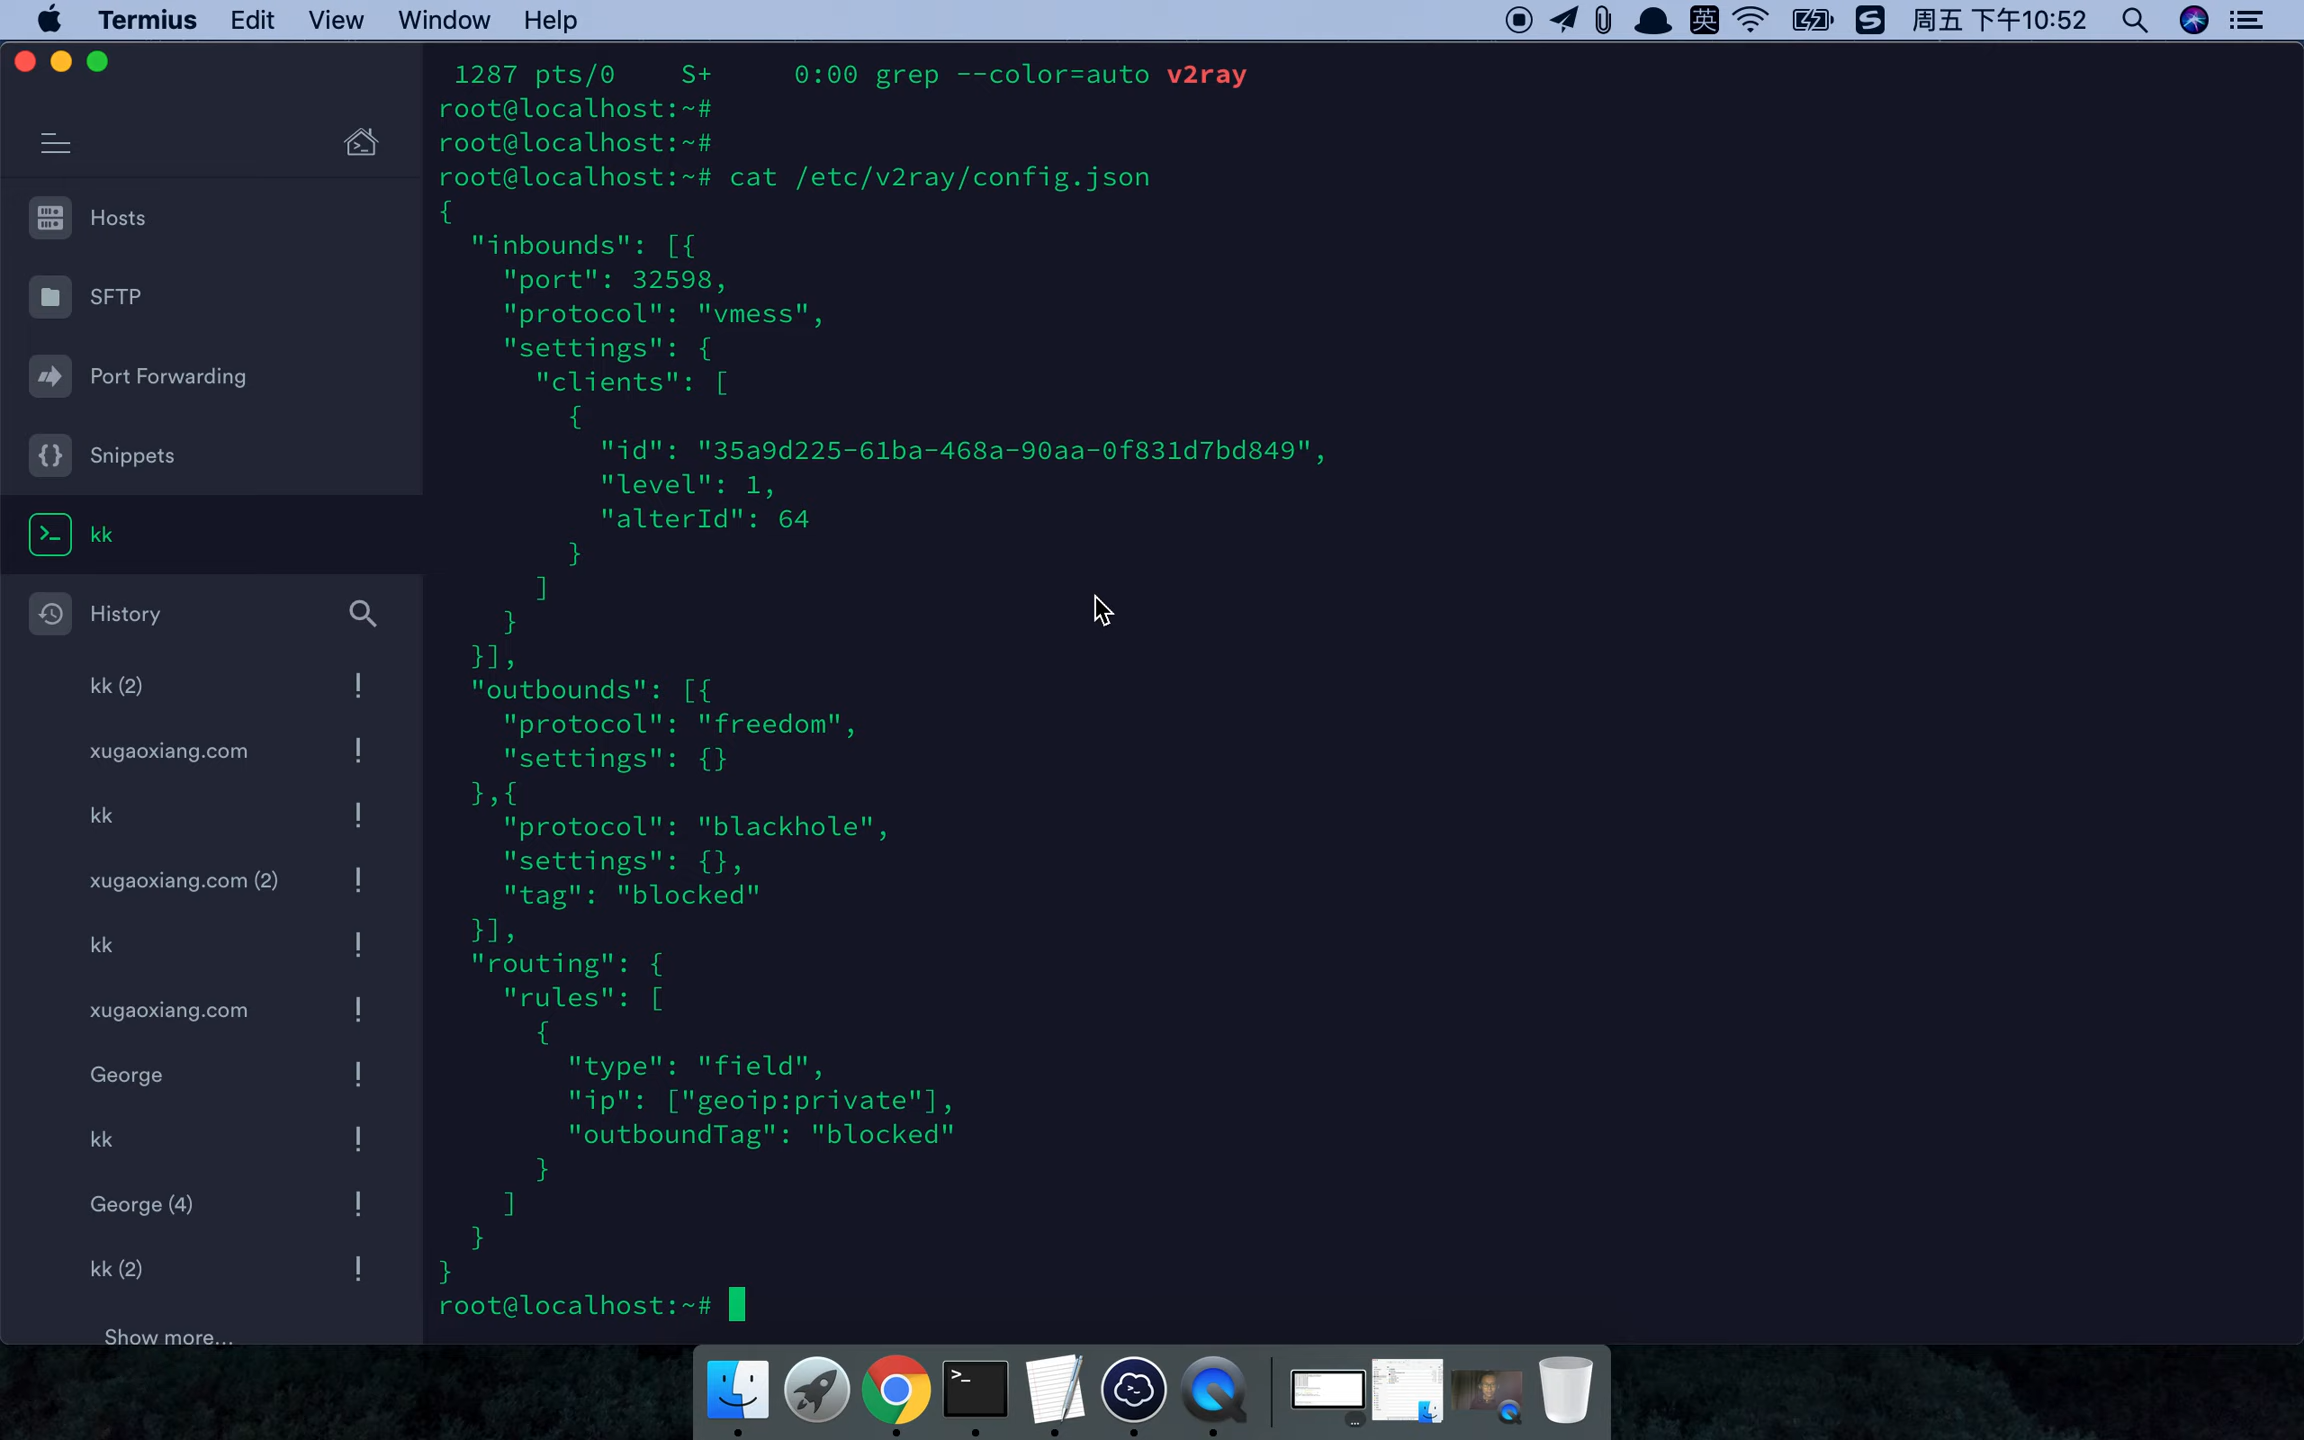 Termius Edit View Window Help
英 周五 下午10:52
Hosts
SFTP
Port Forwarding
Snippets
kk
History
kk (2)
xugaoxiang.com
kk
xugaoxiang.com (2)
kk
xugaoxiang.com
George
kk
George (4)
kk (2)
Show more...
1287 pts/0    S+     0:00 grep --color=auto v2ray
root@localhost:~#
root@localhost:~#
root@localhost:~# cat /etc/v2ray/config.json
{
  "inbounds": [{
    "port": 32598,
    "protocol": "vmess",
    "settings": {
      "clients": [
        {
          "id": "35a9d225-61ba-468a-90aa-0f831d7bd849",
          "level": 1,
          "alterId": 64
        }
      ]
    }
  }],
  "outbounds": [{
    "protocol": "freedom",
    "settings": {}
  },{
    "protocol": "blackhole",
    "settings": {},
    "tag": "blocked"
  }],
  "routing": {
    "rules": [
      {
        "type": "field",
        "ip": ["geoip:private"],
        "outboundTag": "blocked"
      }
    ]
  }
}
root@localhost:~#